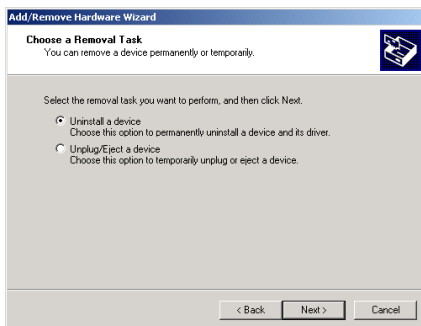 Add/Remove Hardware Wizard
Choose a Removal Task
You can remove a device permanently or temporarily.
Select the removal task you want to perform, and then click Next.
Uninstall a device
Choose this option to permanently uninstall a device and its driver.
Unplug/Eject a device
Choose this option to temporarily unplug or eject a device.
< Back Next > Cancel